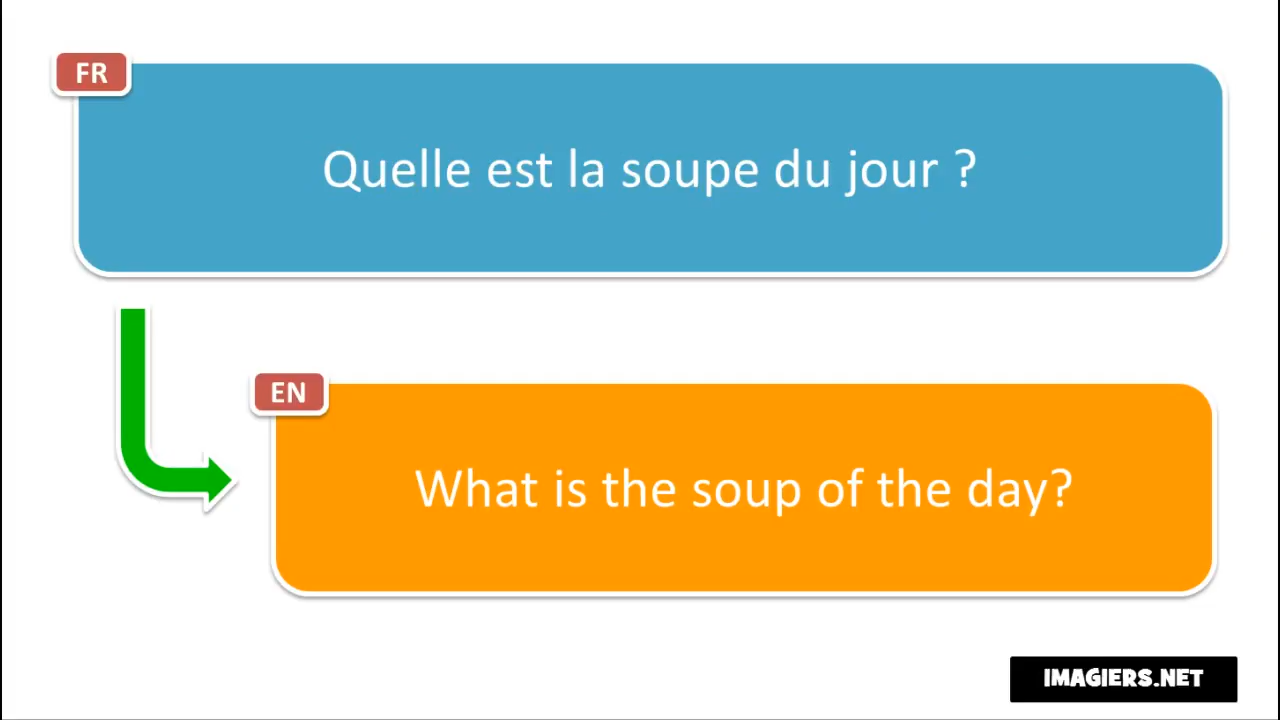 FR
Quelle est la soupe du jour ?
EN
What is the soup of the day?
IMAGIERS.NET